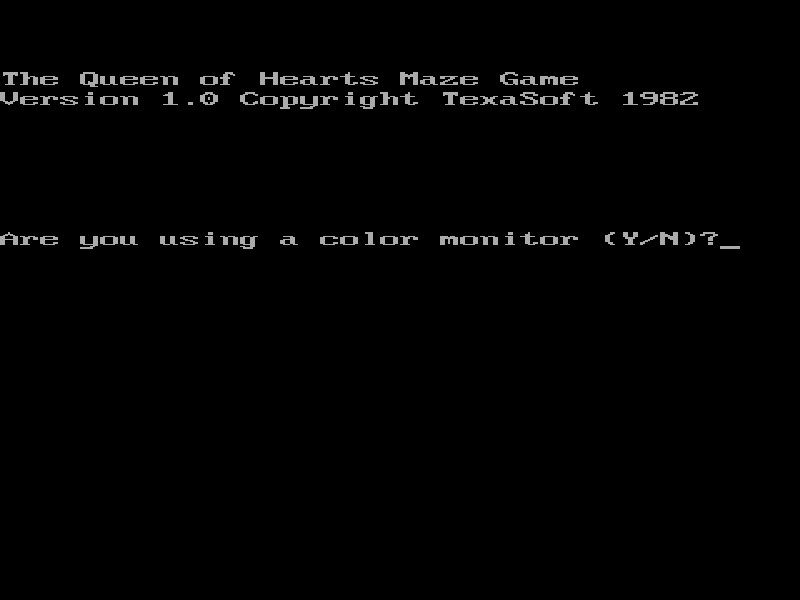 The Queen of Hearts Maze Game
Version 1.0 Copyright TexaSoft 1982
Are you using a color monitor (Y/N)?_